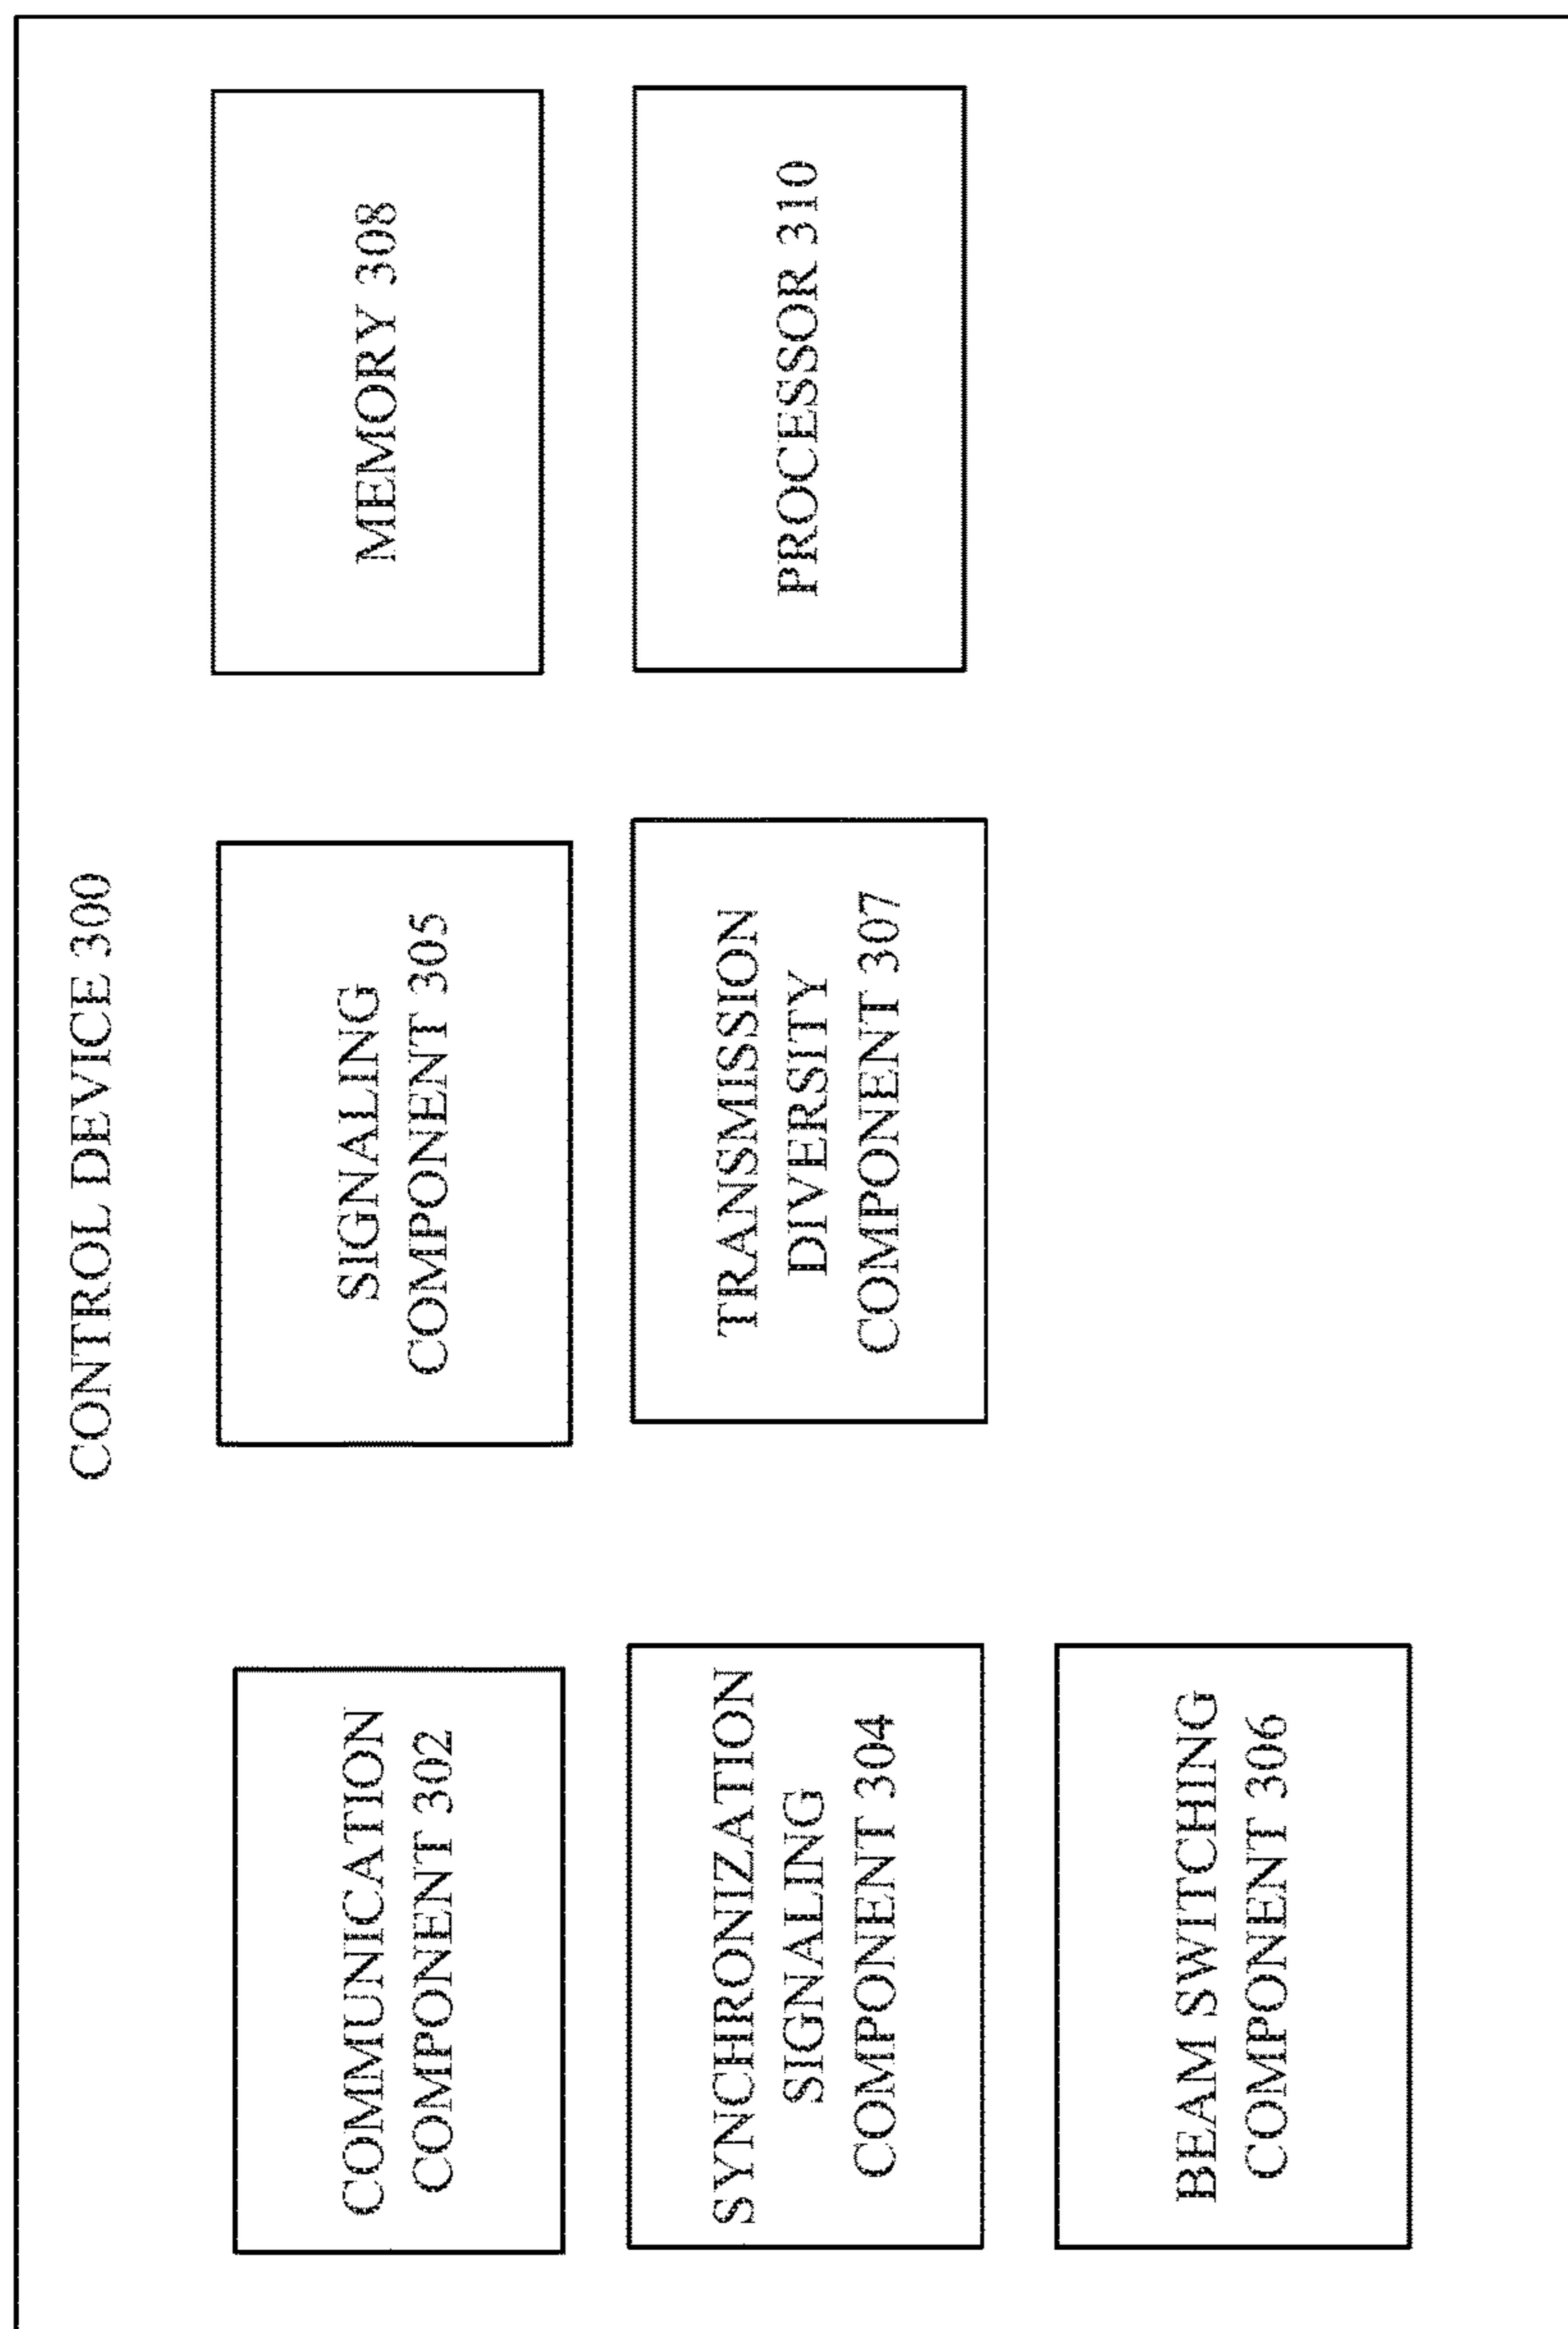 CONTROL DEVICE 300
COMMUNICATION
COMPONENT 302
SIGNALING
COMPONENT 305
MEMORY 308
SYNCHRONIZATION
SIGNALING
COMPONENT 304
TRANSMISSION
DIVERSITY
COMPONENT 307
PROCESSOR 310
BEAM SWITCHING
COMPONENT 306